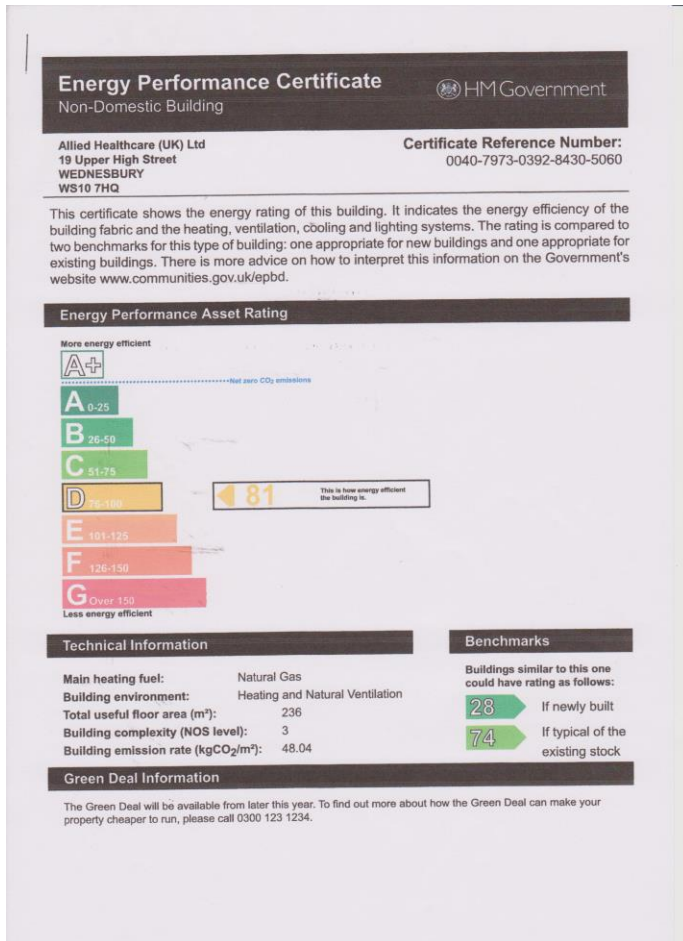 Energy Performance Certificate
Non-Domestic Building
HM Government
Allied Healthcare (UK) Ltd
19 Upper High Street
WEDNESBURY
WS10 7HQ
Certificate Reference Number:
0040-7973-0392-8430-5060
This certificate shows the energy rating of this building. It indicates the energy efficiency of the
building fabric and the heating, ventilation, cooling and lighting systems. The rating is compared to
two benchmarks for this type of building: one appropriate for new buildings and one appropriate for
existing buildings. There is more advice on how to interpret this information on the Government's
website www.communities.gov.uk/epbd.
Energy Performance Asset Rating
More energy efficient
A+
Net zero CO₂ emissions
A 0-25
B 26-50
C 51-75
D 76-100
81
This is how energy efficient
the building is.
E 101-125
F 126-150
G Over 150
Less energy efficient
Technical Information
Main heating fuel: Natural Gas
Building environment: Heating and Natural Ventilation
Total useful floor area (m²): 236
Building complexity (NOS level): 3
Building emission rate (kgCO₂/m²): 48.04
Benchmarks
Buildings similar to this one
could have rating as follows:
28 If newly built
74 If typical of the
existing stock
Green Deal Information
The Green Deal will be available from later this year. To find out more about how the Green Deal can make your
property cheaper to run, please call 0300 123 1234.